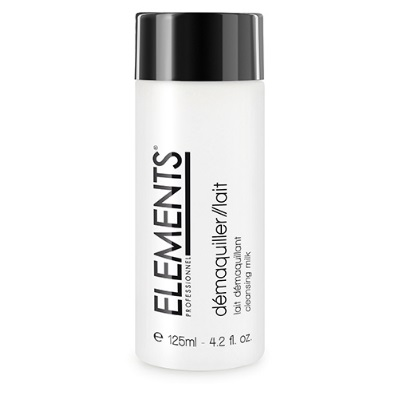 ELEMENTS®
PROFESSIONNEL
démaquiller//lait
lait démaquillant
cleansing milk
e 125ml - 4.2 fl. oz.